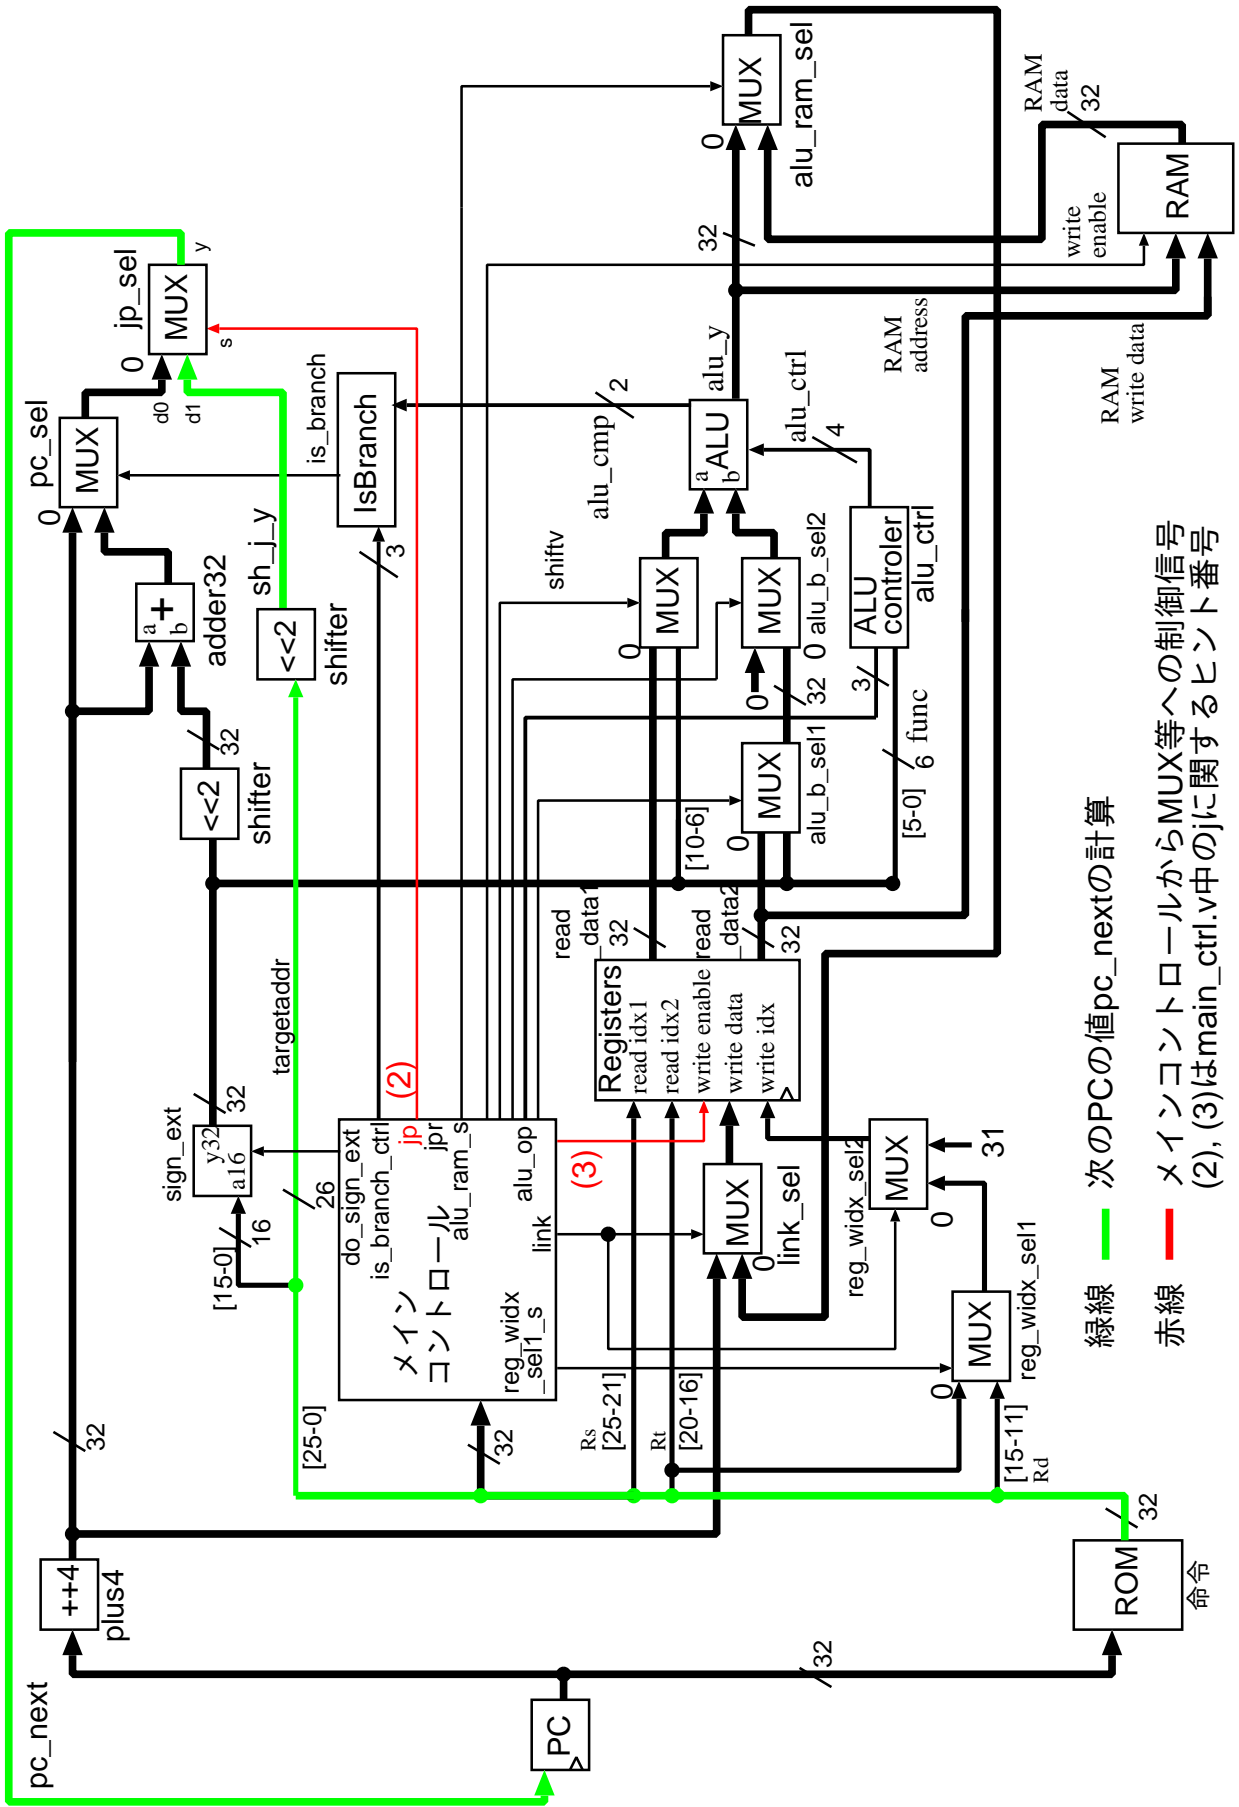 pc_next
PC
32
++4
plus4
ROM
命令
32
32
[25-0]
32
Rs
[25-21]
Rt
[20-16]
[15-11]
Rd
メイン
コントロール
do_sign_ext
is_branch_ctrl
jp
jpr
alu_ram_s
alu_op
link
reg_widx
_sel1_s
(2)
(3)
[15-0]
16
26
sign_ext
y32
a16
32
targetaddr
0
MUX
reg_widx_sel1
0
MUX
reg_widx_sel2
31
0
MUX
link_sel
Registers
read idx1
read idx2
write enable
write data
write idx
read
_data1
32
read
_data2
32
<<2
shifter
32
<<2
shifter
sh_j_y
a
b
+
adder32
0
MUX
pc_sel
0
d0
d1
MUX
jp_sel
s
y
3
IsBranch
is_branch
[10-6]
0
MUX
alu_b_sel1
32
0
0
MUX
alu_b_sel2
0
MUX
shiftv
[5-0]
6
func
3
ALU
controler
alu_ctrl
4
alu_ctrl
a
b
ALU
alu_cmp
2
alu_y
32
0
MUX
alu_ram_sel
RAM
address
RAM
write data
write
enable
RAM
RAM
data
32
緑線
次のPCの値pc_nextの計算
赤線
メインコントロールからMUX等への制御信号
(2), (3)はmain_ctrl.v中のjに関するヒント番号